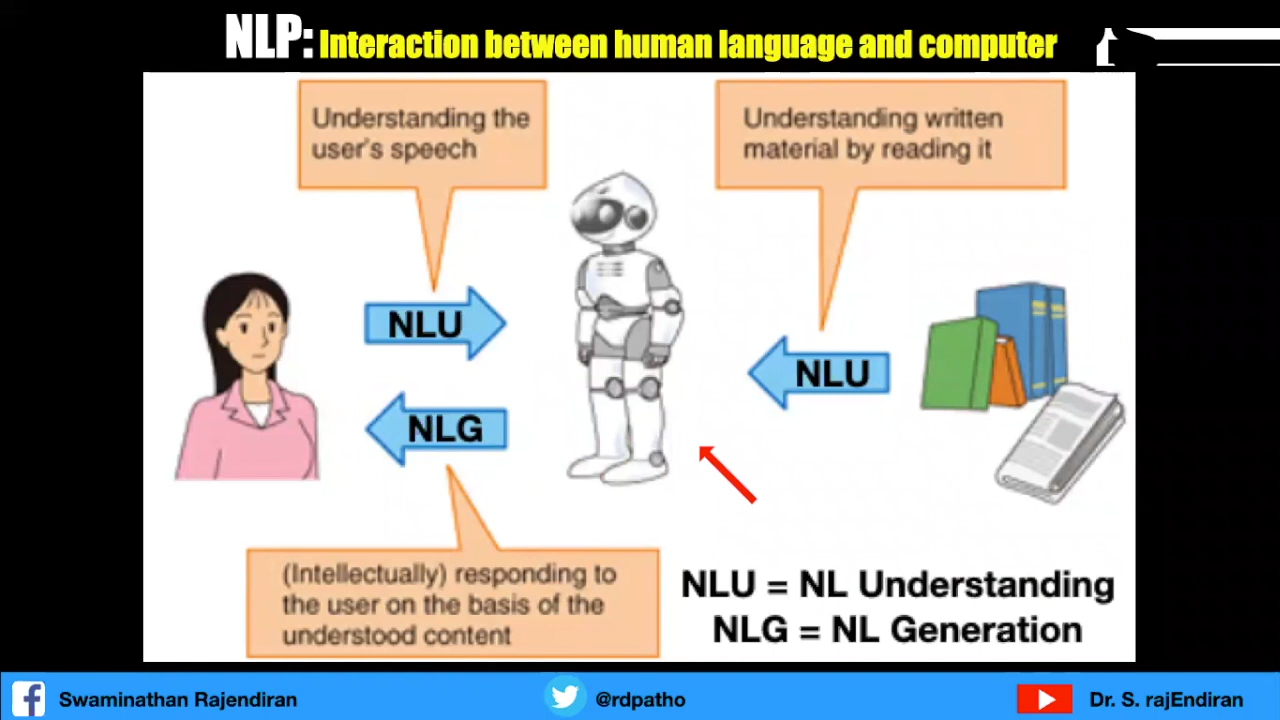 NLP: Interaction between human language and computer
Understanding the
user's speech
Understanding written
material by reading it
NLU
NLU
NLG
(Intellectually) responding to
the user on the basis of the
understood content
NLU = NL Understanding
NLG = NL Generation
Swaminathan Rajendiran
@rdpatho
Dr. S. rajEndiran